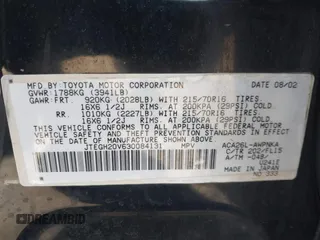 MFD BY TOYOTA MOTOR CORPORATION DATE 08/02
GVWR 1788KG (3941LB)
GAWR: FRT. 920KG (2028LB) WITH 215/70R16 TIRES
16X6 1/2J RIMS, AT 200KPA (29PSI) COLD.
RR. 1010KG (2227LB) WITH 215/70R16 TIRES
16X6 1/2J RIMS, AT 200KPA (29PSI) COLD.
THIS VEHICLE CONFORMS TO ALL APPLICABLE FEDERAL MOTOR
VEHICLE SAFETY AND THEFT PREVENTION STANDARDS IN EFFECT
ON THE DATE OF MANUFACTURE SHOWN ABOVE.
JTEGH20V630084131 MPV ACA26L-AWPNKA
C/TR 202/FL15
A/TM -04B/
MADE IN JAPAN
NO 333